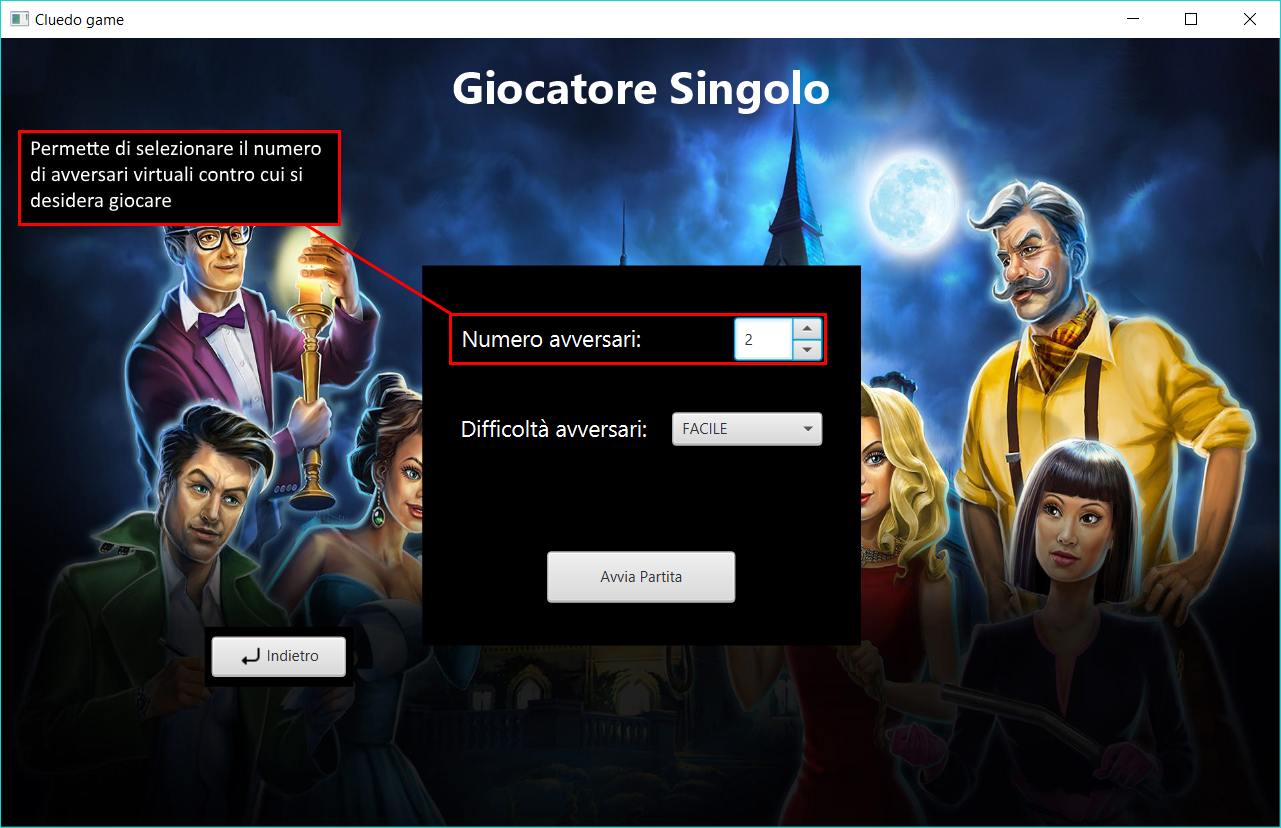 Cluedo game
Giocatore Singolo
Permette di selezionare il numero
di avversari virtuali contro cui si
desidera giocare
Numero avversari: 2
Difficoltà avversari: FACILE
Avvia Partita
Indietro